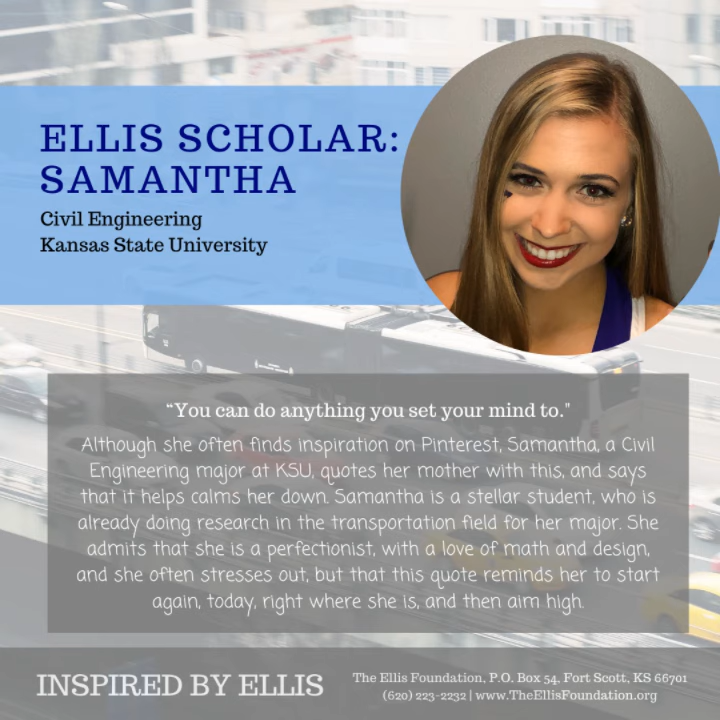 ELLIS SCHOLAR:
SAMANTHA
Civil Engineering
Kansas State University
“You can do anything you set your mind to."
Although she often finds inspiration on Pinterest, Samantha, a Civil
Engineering major at KSU, quotes her mother with this, and says
that it helps calms her down. Samantha is a stellar student, who is
already doing research in the transportation field for her major. She
admits that she is a perfectionist, with a love of math and design,
and she often stresses out, but that this quote reminds her to start
again, today, right where she is, and then aim high.
INSPIRED BY ELLIS
The Ellis Foundation, P.O. Box 54, Fort Scott, KS 66701
(620) 223-2232 | www.TheEllisFoundation.org